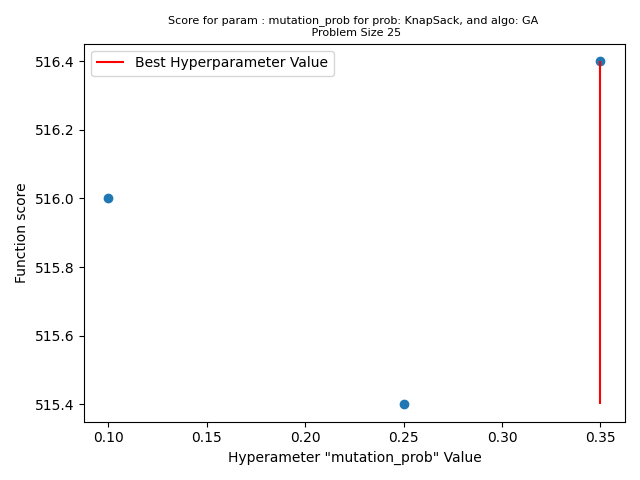 Score for param : mutation_prob for prob: KnapSack, and algo: GA
Problem Size 25
Best Hyperparameter Value
516.4
516.2
516.0
515.8
515.6
515.4
Function score
0.10 0.15 0.20 0.25 0.30 0.35
Hyperameter "mutation_prob" Value